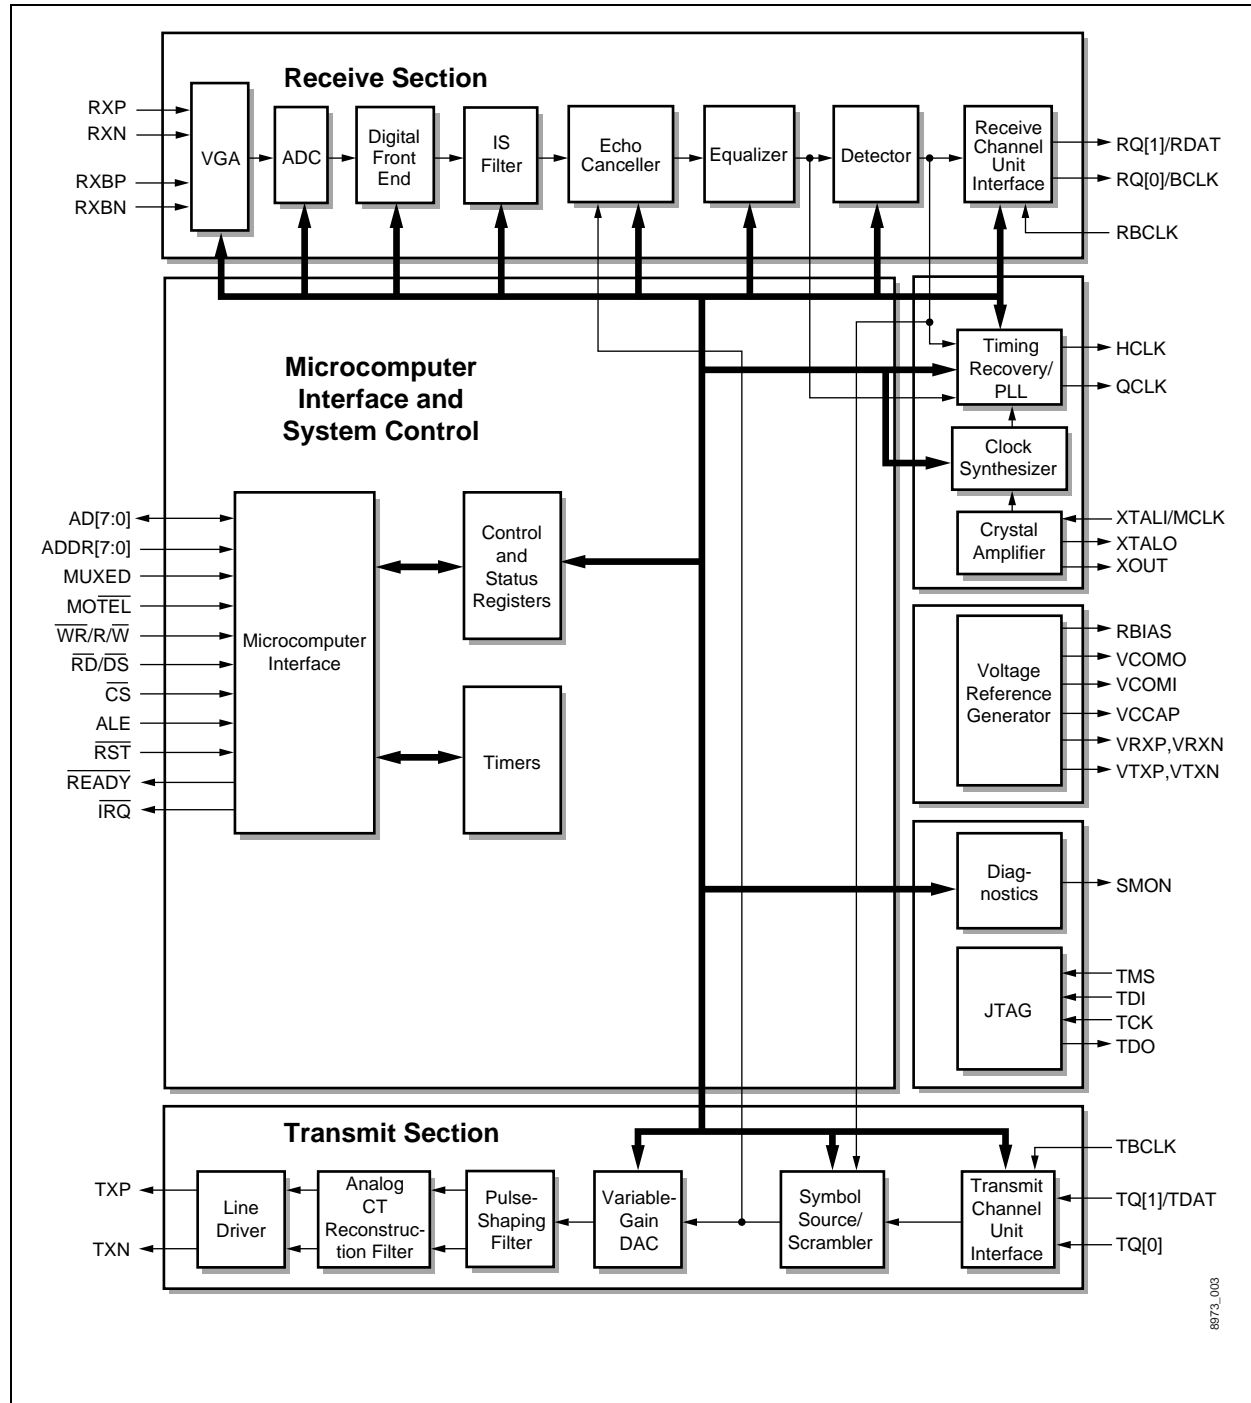 Receive Section
RXP
RXN
RXBP
RXBN
VGA
ADC
Digital
Front
End
IS
Filter
Echo
Canceller
Equalizer
Detector
Receive
Channel
Unit
Interface
RQ[1]/RDAT
RQ[0]/BCLK
RBCLK
Microcomputer
Interface and
System Control
Timing
Recovery/
PLL
HCLK
QCLK
Clock
Synthesizer
Crystal
Amplifier
XTALI/MCLK
XTALO
XOUT
AD[7:0]
ADDR[7:0]
MUXED
MOTEL
WR/R/W
RD/DS
CS
ALE
RST
READY
IRQ
Microcomputer
Interface
Control
and
Status
Registers
Timers
Voltage
Reference
Generator
RBIAS
VCOMO
VCOMI
VCCAP
VRXP,VRXN
VTXP,VTXN
Diag-
nostics
SMON
JTAG
TMS
TDI
TCK
TDO
Transmit Section
TXP
TXN
Line
Driver
Analog
CT
Reconstruc-
tion Filter
Pulse-
Shaping
Filter
Variable-
Gain
DAC
Symbol
Source/
Scrambler
Transmit
Channel
Unit
Interface
TBCLK
TQ[1]/TDAT
TQ[0]
8973_003